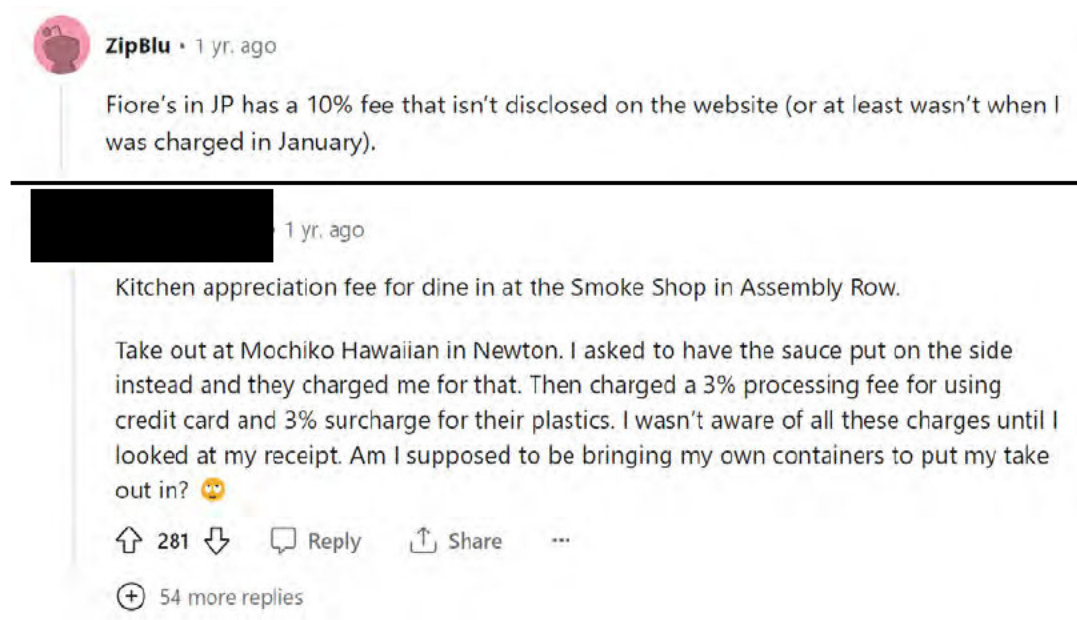 ZipBlu • 1 yr. ago
Fiore's in JP has a 10% fee that isn't disclosed on the website (or at least wasn't when I
was charged in January).
1 yr. ago
Kitchen appreciation fee for dine in at the Smoke Shop in Assembly Row.
Take out at Mochiko Hawaiian in Newton. I asked to have the sauce put on the side
instead and they charged me for that. Then charged a 3% processing fee for using
credit card and 3% surcharge for their plastics. I wasn't aware of all these charges until I
looked at my receipt. Am I supposed to be bringing my own containers to put my take
out in? 🙄
281 Reply Share ...
54 more replies